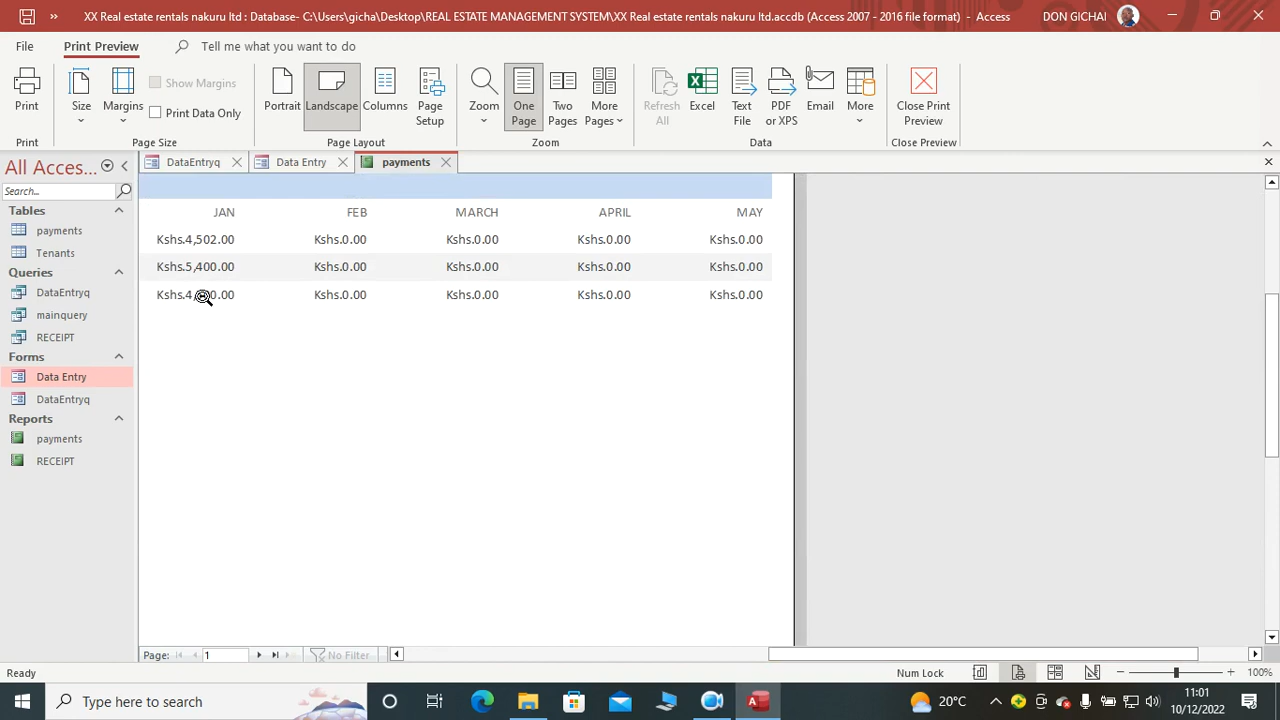 XX Real estate rentals nakuru ltd : Database- C:\Users\gicha\Desktop\REAL ESTATE MANAGEMENT SYSTEM\XX Real estate rentals nakuru ltd.accdb (Access 2007 - 2016 file format) - Access
DON GICHAI
File
Print Preview
Tell me what you want to do
Print
Size
Margins
Show Margins
Print Data Only
Portrait
Landscape
Columns
Page Setup
Zoom
One Page
Two Pages
More Pages
Refresh All
Excel
Text File
PDF or XPS
Email
More
Close Print Preview
Print
Page Size
Page Layout
Zoom
Data
Close Preview
All Acces...
Search...
DataEntryq
Data Entry
payments
Tables
payments
Tenants
Queries
DataEntryq
mainquery
RECEIPT
Forms
Data Entry
DataEntryq
Reports
payments
RECEIPT
JAN FEB MARCH APRIL MAY
Kshs.4,502.00 Kshs.0.00 Kshs.0.00 Kshs.0.00 Kshs.0.00
Kshs.5,400.00 Kshs.0.00 Kshs.0.00 Kshs.0.00 Kshs.0.00
Kshs.0.00 Kshs.0.00 Kshs.0.00 Kshs.0.00
Page: 1
No Filter
Ready
Num Lock
100%
Type here to search
20°C
11:01
10/12/2022